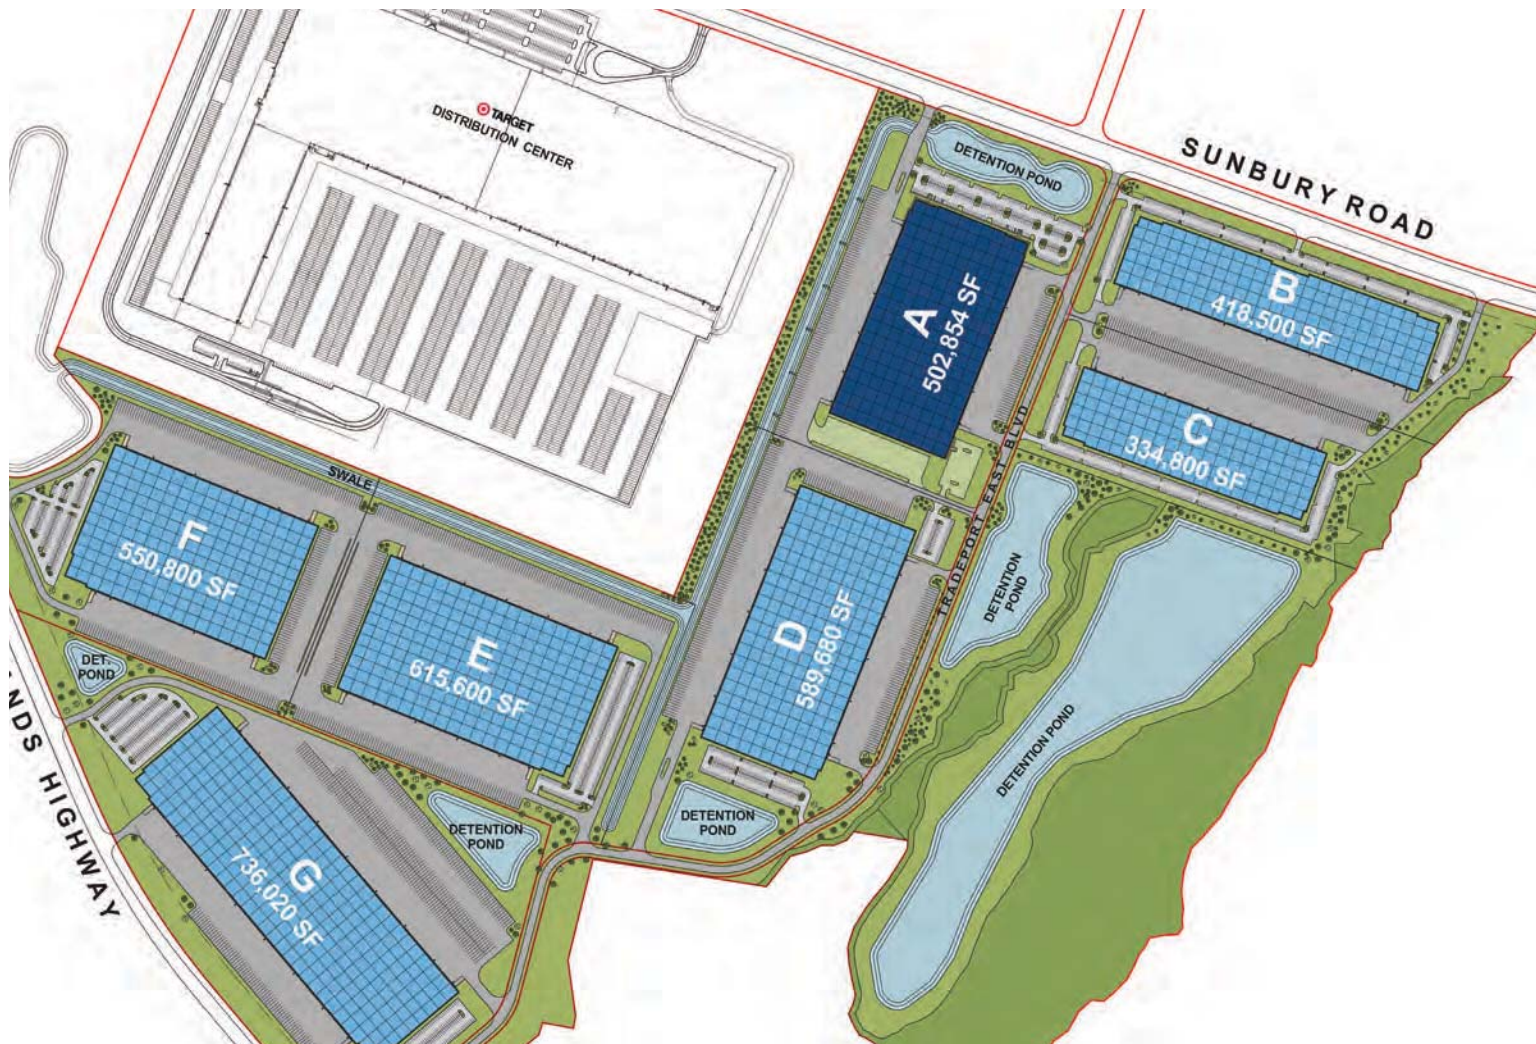 TARGET
DISTRIBUTION CENTER
SUNBURY ROAD
DETENTION POND
A
502,854 SF
B
418,500 SF
C
334,800 SF
SWALE
F
550,800 SF
E
615,600 SF
D
589,680 SF
TRADEPORT EAST BLVD
DETENTION
POND
DETENTION POND
DET.
POND
DETENTION
POND
DETENTION
POND
G
736,020 SF
NDS HIGHWAY